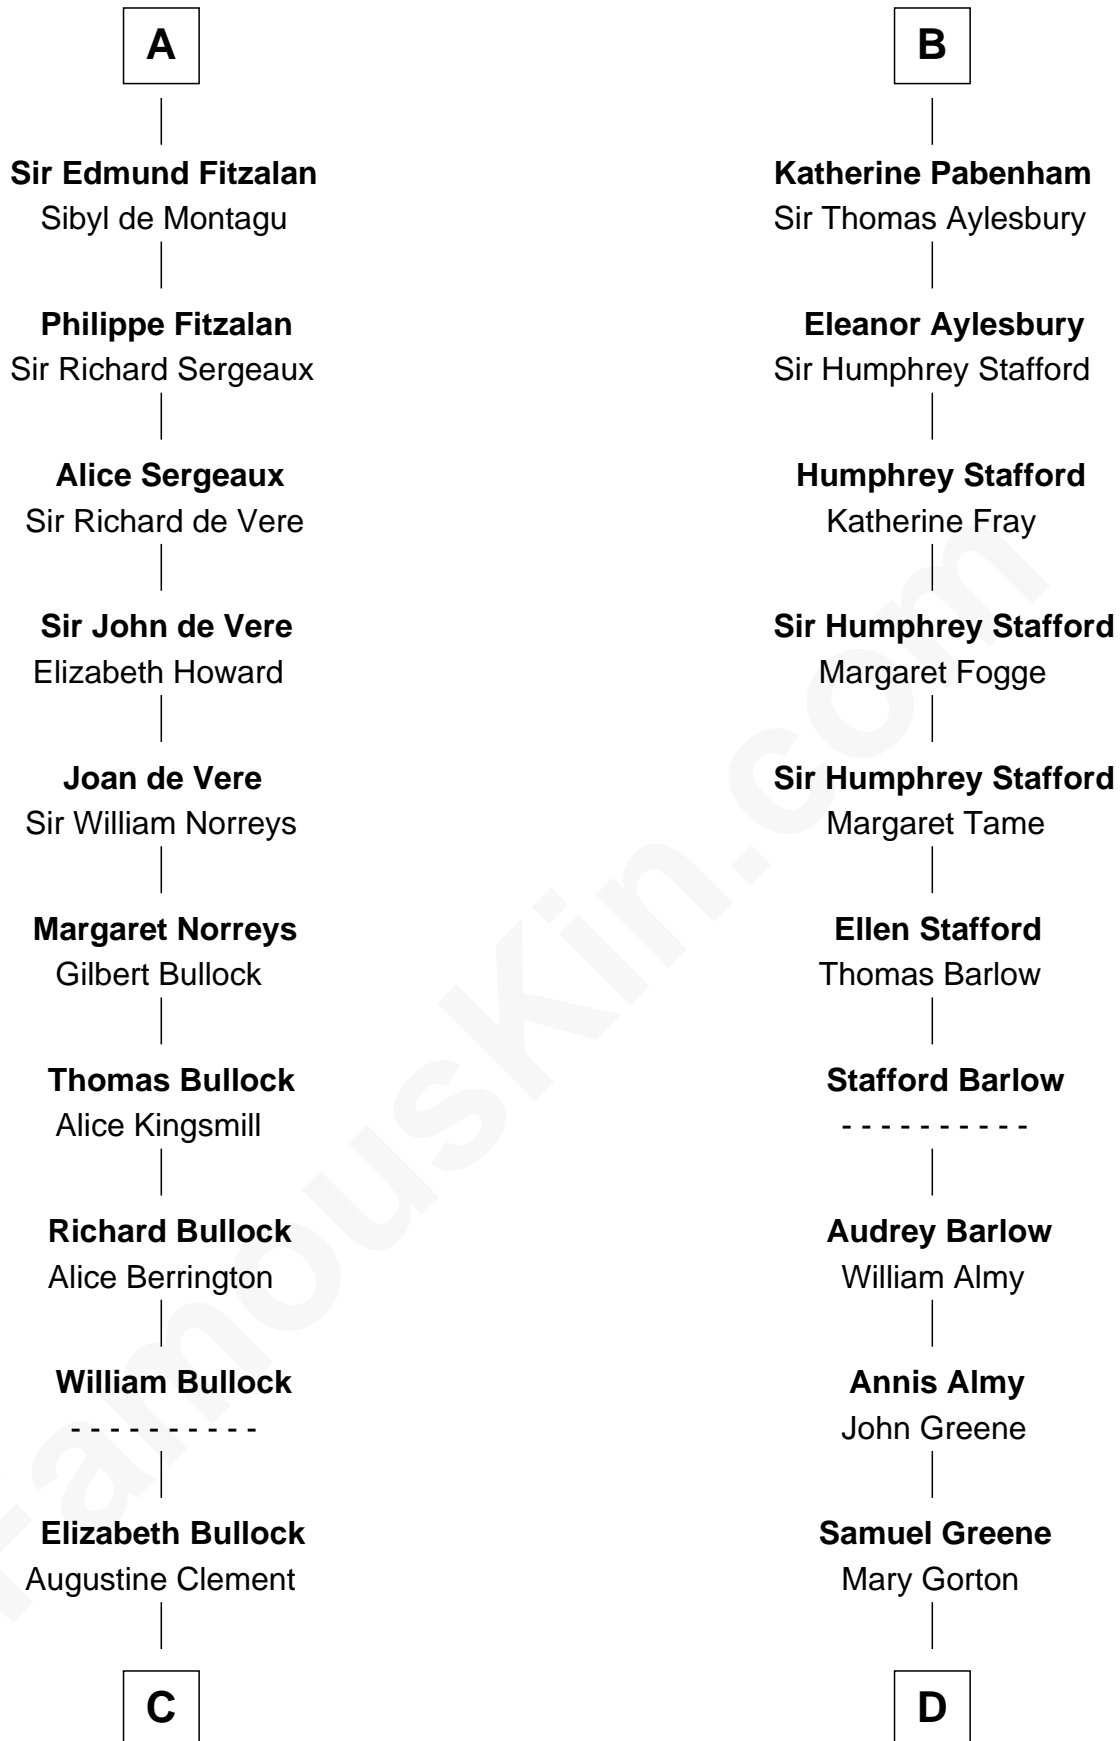 A
Sir Edmund Fitzalan
Sibyl de Montagu
Philippe Fitzalan
Sir Richard Sergeaux
Alice Sergeaux
Sir Richard de Vere
Sir John de Vere
Elizabeth Howard
Joan de Vere
Sir William Norreys
Margaret Norreys
Gilbert Bullock
Thomas Bullock
Alice Kingsmill
Richard Bullock
Alice Berrington
William Bullock
- - - - - - - - - -
Elizabeth Bullock
Augustine Clement
C
B
Katherine Pabenham
Sir Thomas Aylesbury
Eleanor Aylesbury
Sir Humphrey Stafford
Humphrey Stafford
Katherine Fray
Sir Humphrey Stafford
Margaret Fogge
Sir Humphrey Stafford
Margaret Tame
Ellen Stafford
Thomas Barlow
Stafford Barlow
- - - - - - - - - -
Audrey Barlow
William Almy
Annis Almy
John Greene
Samuel Greene
Mary Gorton
D
FamousKin.com